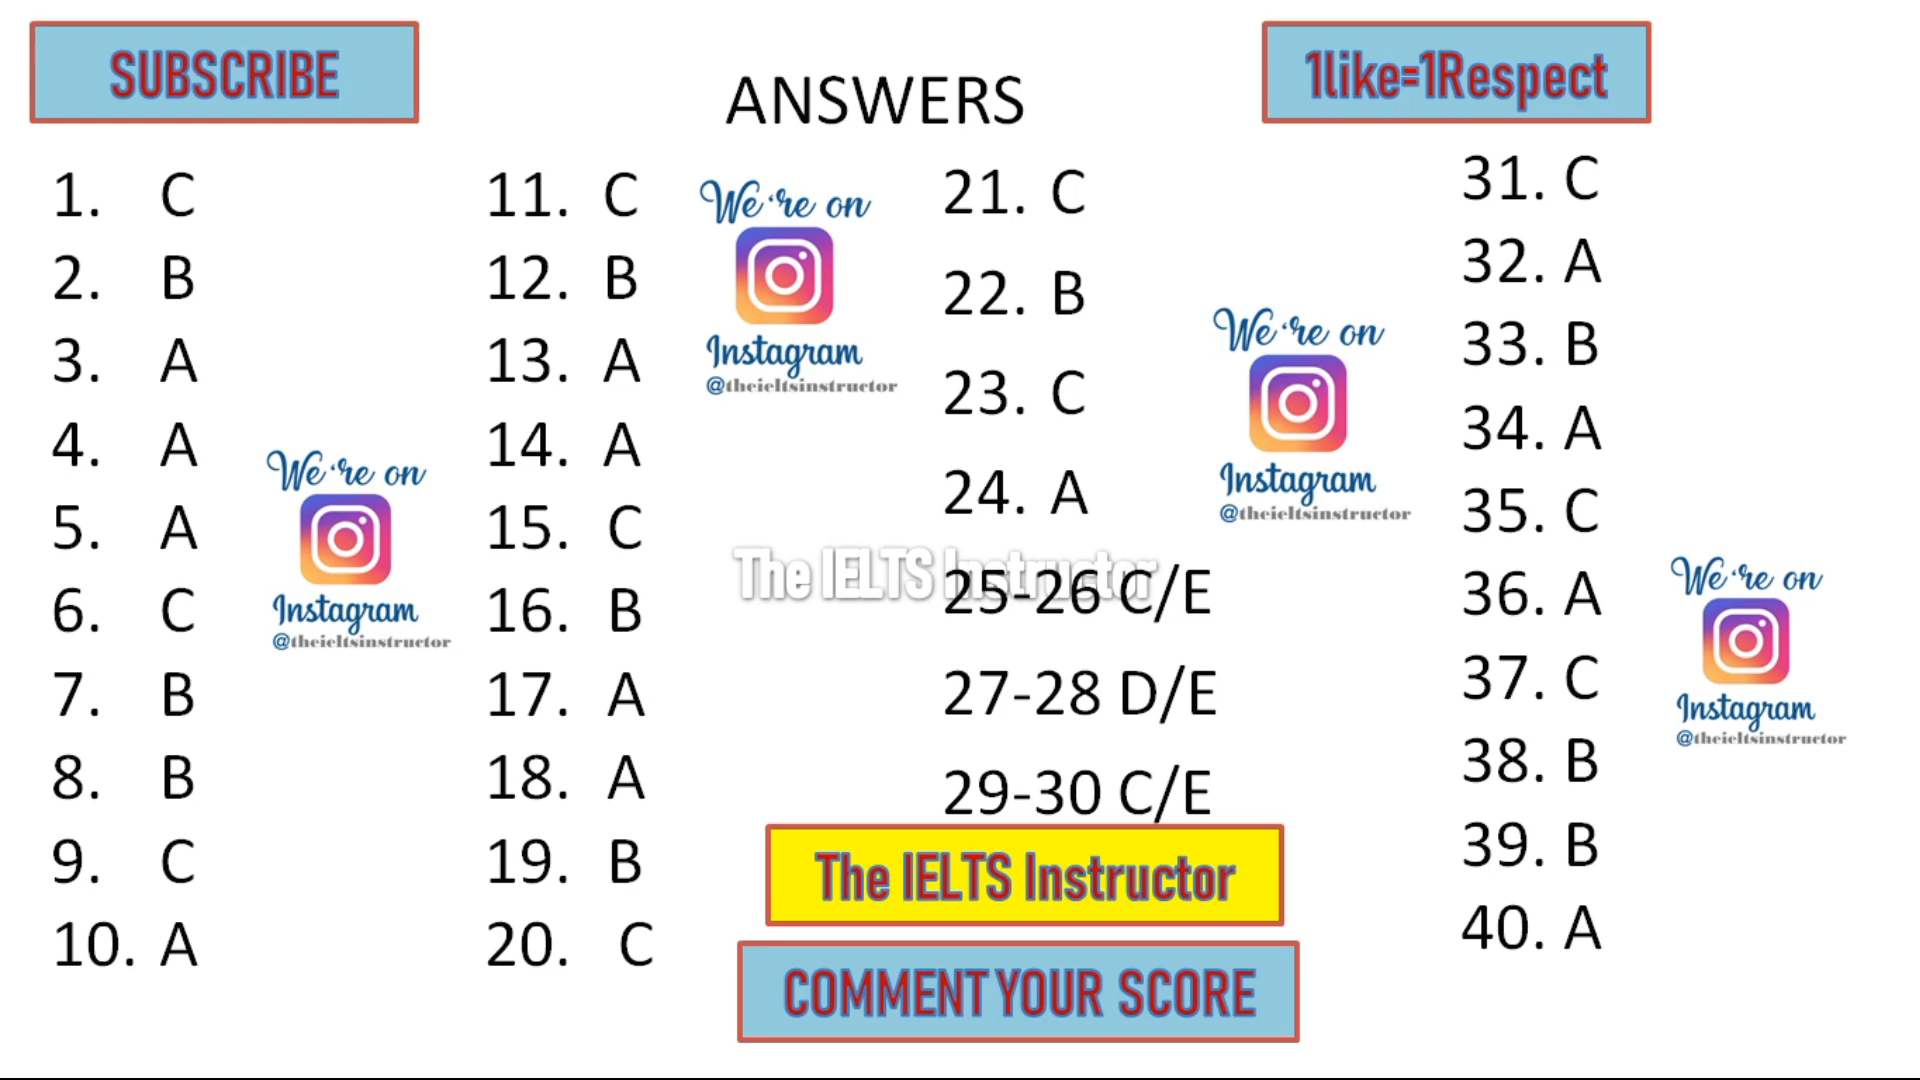 SUBSCRIBE
ANSWERS
1like=1Respect
1. C
2. B
3. A
4. A
5. A
6. C
7. B
8. B
9. C
10. A
We're on
Instagram
@theieltsinstructor
11. C
12. B
13. A
14. A
15. C
16. B
17. A
18. A
19. B
20. C
We're on
Instagram
@theieltsinstructor
21. C
22. B
23. C
24. A
The IELTS Instructor
25-26 C/E
27-28 D/E
29-30 C/E
The IELTS Instructor
COMMENT YOUR SCORE
We're on
Instagram
@theieltsinstructor
31. C
32. A
33. B
34. A
35. C
36. A
37. C
38. B
39. B
40. A
We're on
Instagram
@theieltsinstructor